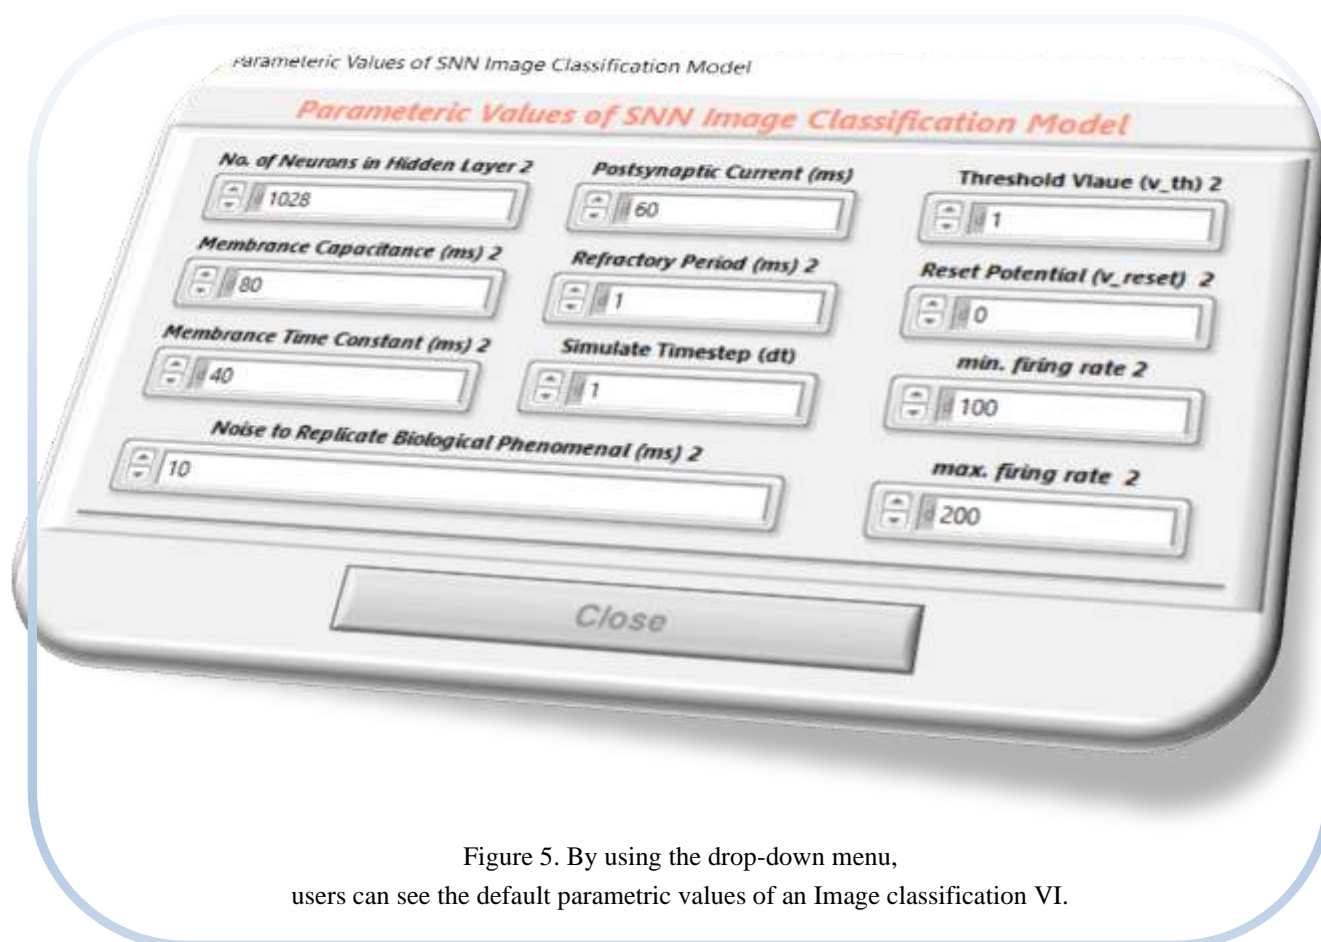 Parameteric Values of SNN Image Classification Model
Parameteric Values of SNN Image Classification Model
No. of Neurons in Hidden Layer 2
1028
Postsynaptic Current (ms)
60
Threshold Vlaue (v_th) 2
d 1
Membrance Capacitance (ms) 2
80
Refractory Period (ms) 2
1
Reset Potential (v_reset) 2
0
Membrance Time Constant (ms) 2
40
Simulate Timestep (dt)
1
min. firing rate 2
100
Noise to Replicate Biological Phenomenal (ms) 2
10
max. firing rate 2
200
Close
Figure 5. By using the drop-down menu,
users can see the default parametric values of an Image classification VI.